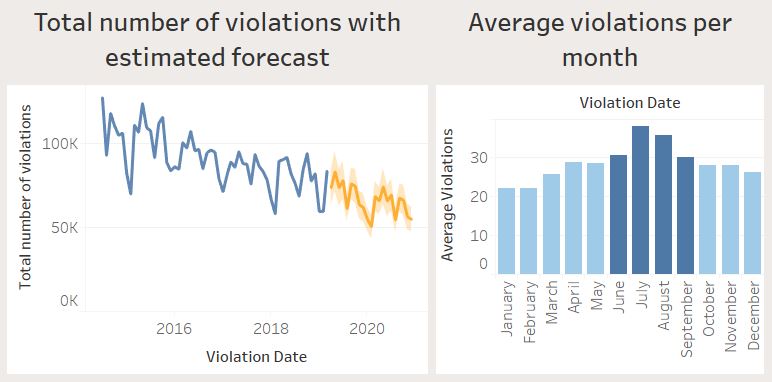 Total number of violations with
estimated forecast
Total number of violations
100K
50K
0K
2016
2018
2020
Violation Date
Average violations per
month
Violation Date
Average Violations
30
20
10
0
January
February
March
April
May
June
July
August
September
October
November
December